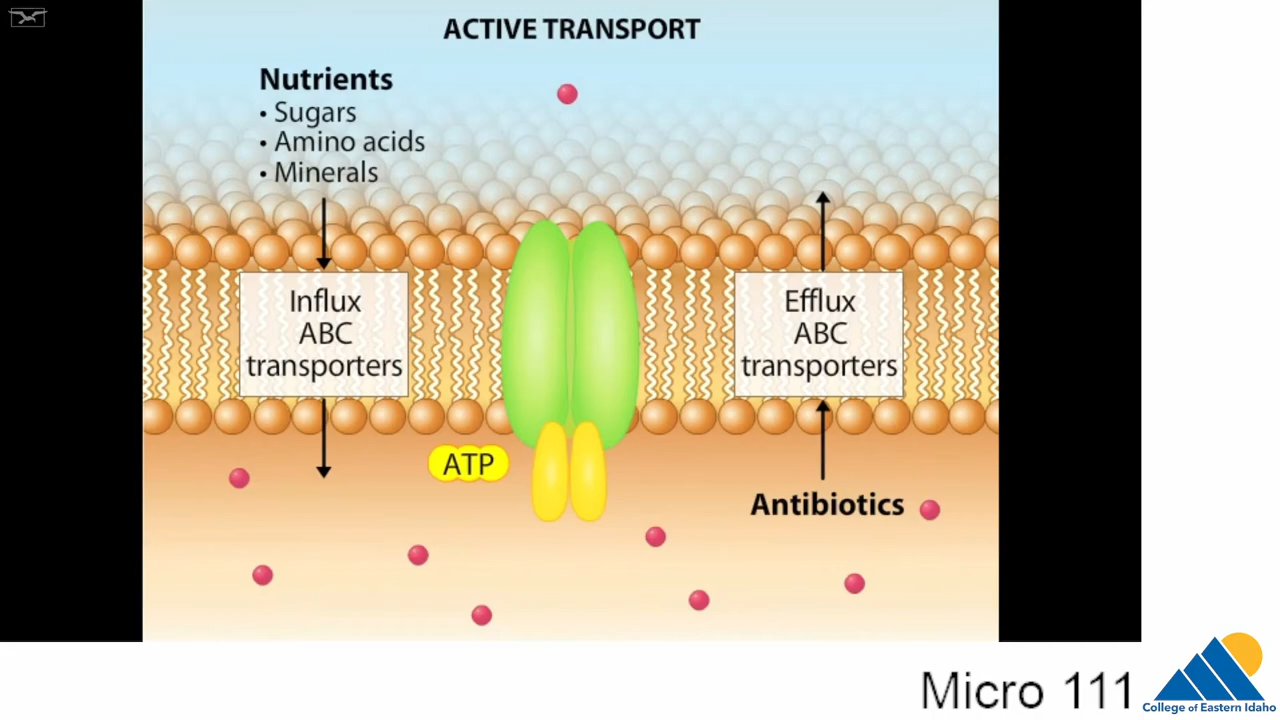 ACTIVE TRANSPORT
Nutrients
• Sugars
• Amino acids
• Minerals
Influx
ABC
transporters
Efflux
ABC
transporters
ATP
Antibiotics
Micro 111
College of Eastern Idaho